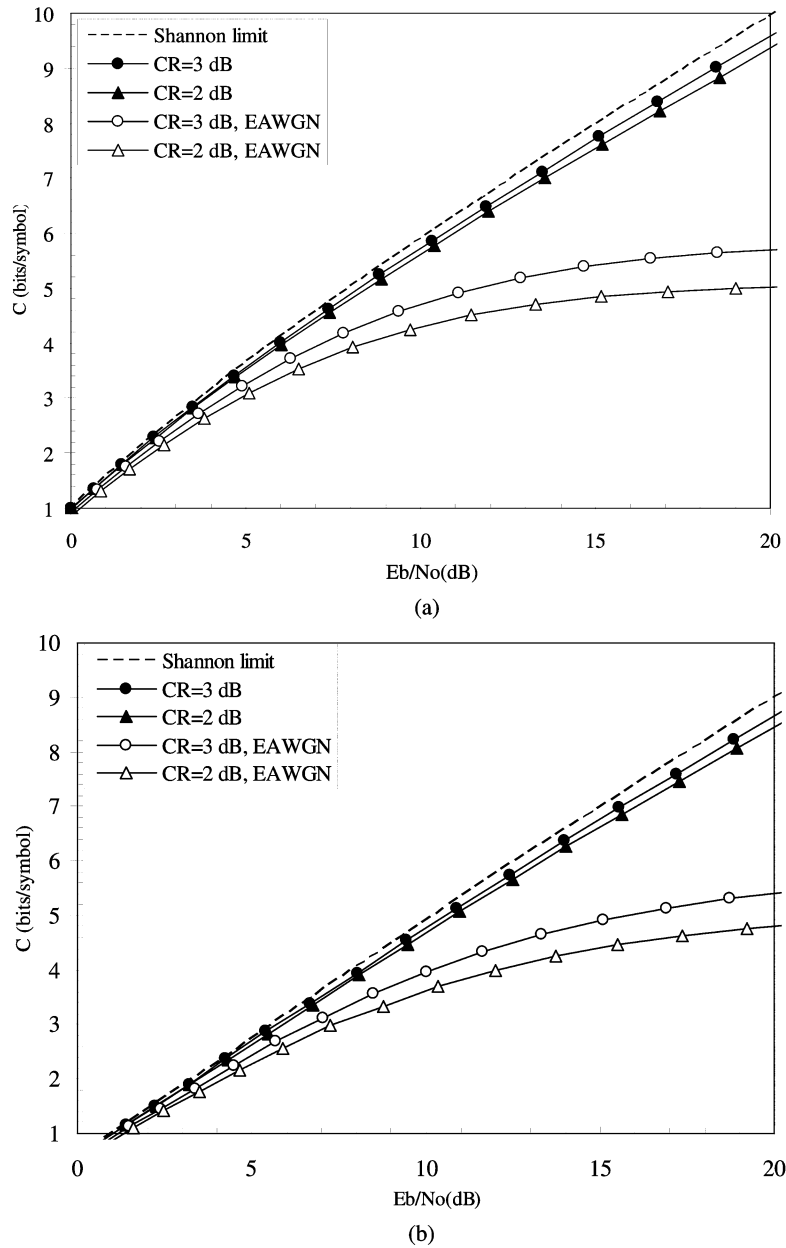 10
9
8
7
6
5
4
3
2
1
C (bits/symbol)
Shannon limit
CR=3 dB
CR=2 dB
CR=3 dB, EAWGN
CR=2 dB, EAWGN
0 5 10 15 20
Eb/No(dB)
(a)
10
9
8
7
6
5
4
3
2
1
C (bits/symbol)
Shannon limit
CR=3 dB
CR=2 dB
CR=3 dB, EAWGN
CR=2 dB, EAWGN
0 5 10 15 20
Eb/No(dB)
(b)